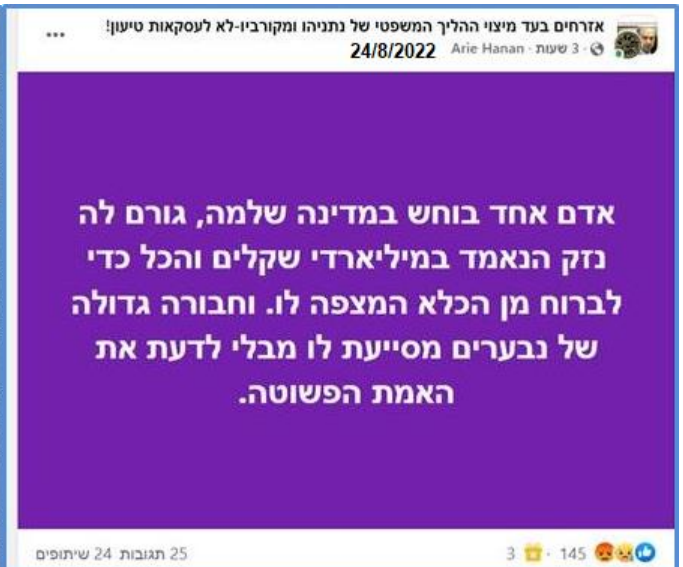 אזרחים בעד מיצוי ההליך המשפטי של נתניהו ומקורביו-לא לעסקאות טיעון!
Arie Hanan · 3 שעות · 24/8/2022
אדם אחד בוחש במדינה שלמה, גורם לה
נזק הנאמד במיליארדי שקלים והכל כדי
לברוח מן הכלא המצפה לו. וחבורה גדולה
של נבערים מסייעת לו מבלי לדעת את
האמת הפשוטה.
145 · 3
25 תגובות 24 שיתופים